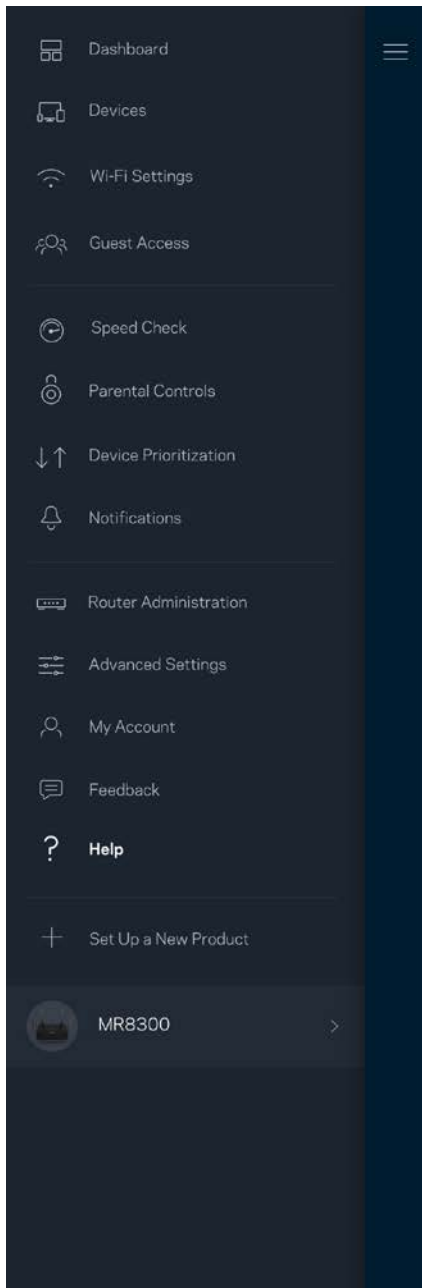 Dashboard
Devices
Wi-Fi Settings
Guest Access
Speed Check
Parental Controls
Device Prioritization
Notifications
Router Administration
Advanced Settings
My Account
Feedback
Help
Set Up a New Product
MR8300